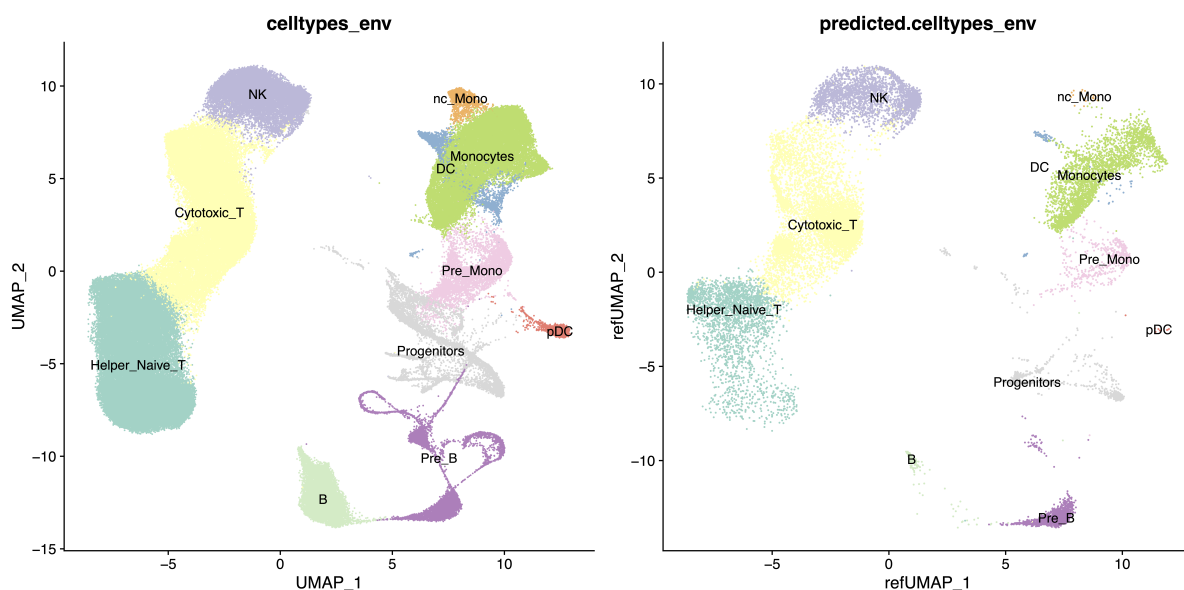 celltypes_env
predicted.celltypes_env
10
5
0
−5
−10
−15
UMAP_2
NK
nc_Mono
Monocytes
DC
Cytotoxic_T
Pre_Mono
pDC
Progenitors
Helper_Naive_T
Pre_B
B
−5
0
5
10
UMAP_1
10
5
0
−5
−10
refUMAP_2
NK
nc_Mono
DC
Monocytes
Cytotoxic_T
Pre_Mono
Helper_Naive_T
pDC
Progenitors
B
Pre_B
−5
0
5
10
refUMAP_1